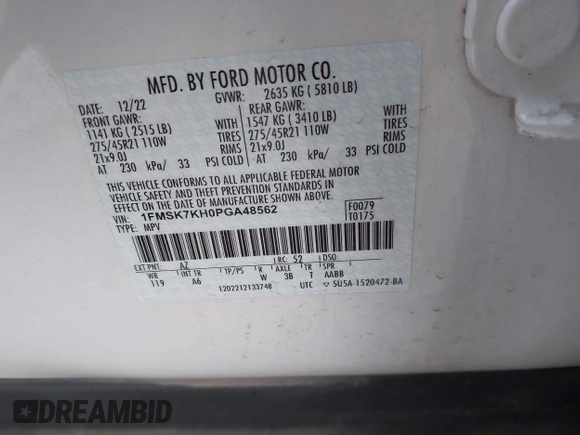 MFD. BY FORD MOTOR CO.
DATE: 12/22 GVWR: 2635 KG ( 5810 LB)
FRONT GAWR: REAR GAWR:
1141 KG ( 2515 LB) WITH 1547 KG ( 3410 LB) WITH
275/45R21 110W TIRES 275/45R21 110W TIRES
21x9.0J RIMS 21x9.0J RIMS
AT 230 kPa/ 33 PSI COLD AT 230 kPa/ 33 PSI COLD
THIS VEHICLE CONFORMS TO ALL APPLICABLE FEDERAL MOTOR
VEHICLE SAFETY AND THEFT PREVENTION STANDARDS IN EFFECT
ON THE DATE OF MANUFACTURE SHOWN ABOVE.
VIN: 1FMSK7KH0PGA48562 F0079
TYPE: MPV T0175
EXT PNT: AZ RC: 52 DSO:
WB INT TR TP/PS R AXLE TR SPR
119 A6 W 3B T AABB
1202212133748 UTC ▽ 5U5A-1520472-BA
DREAMBID